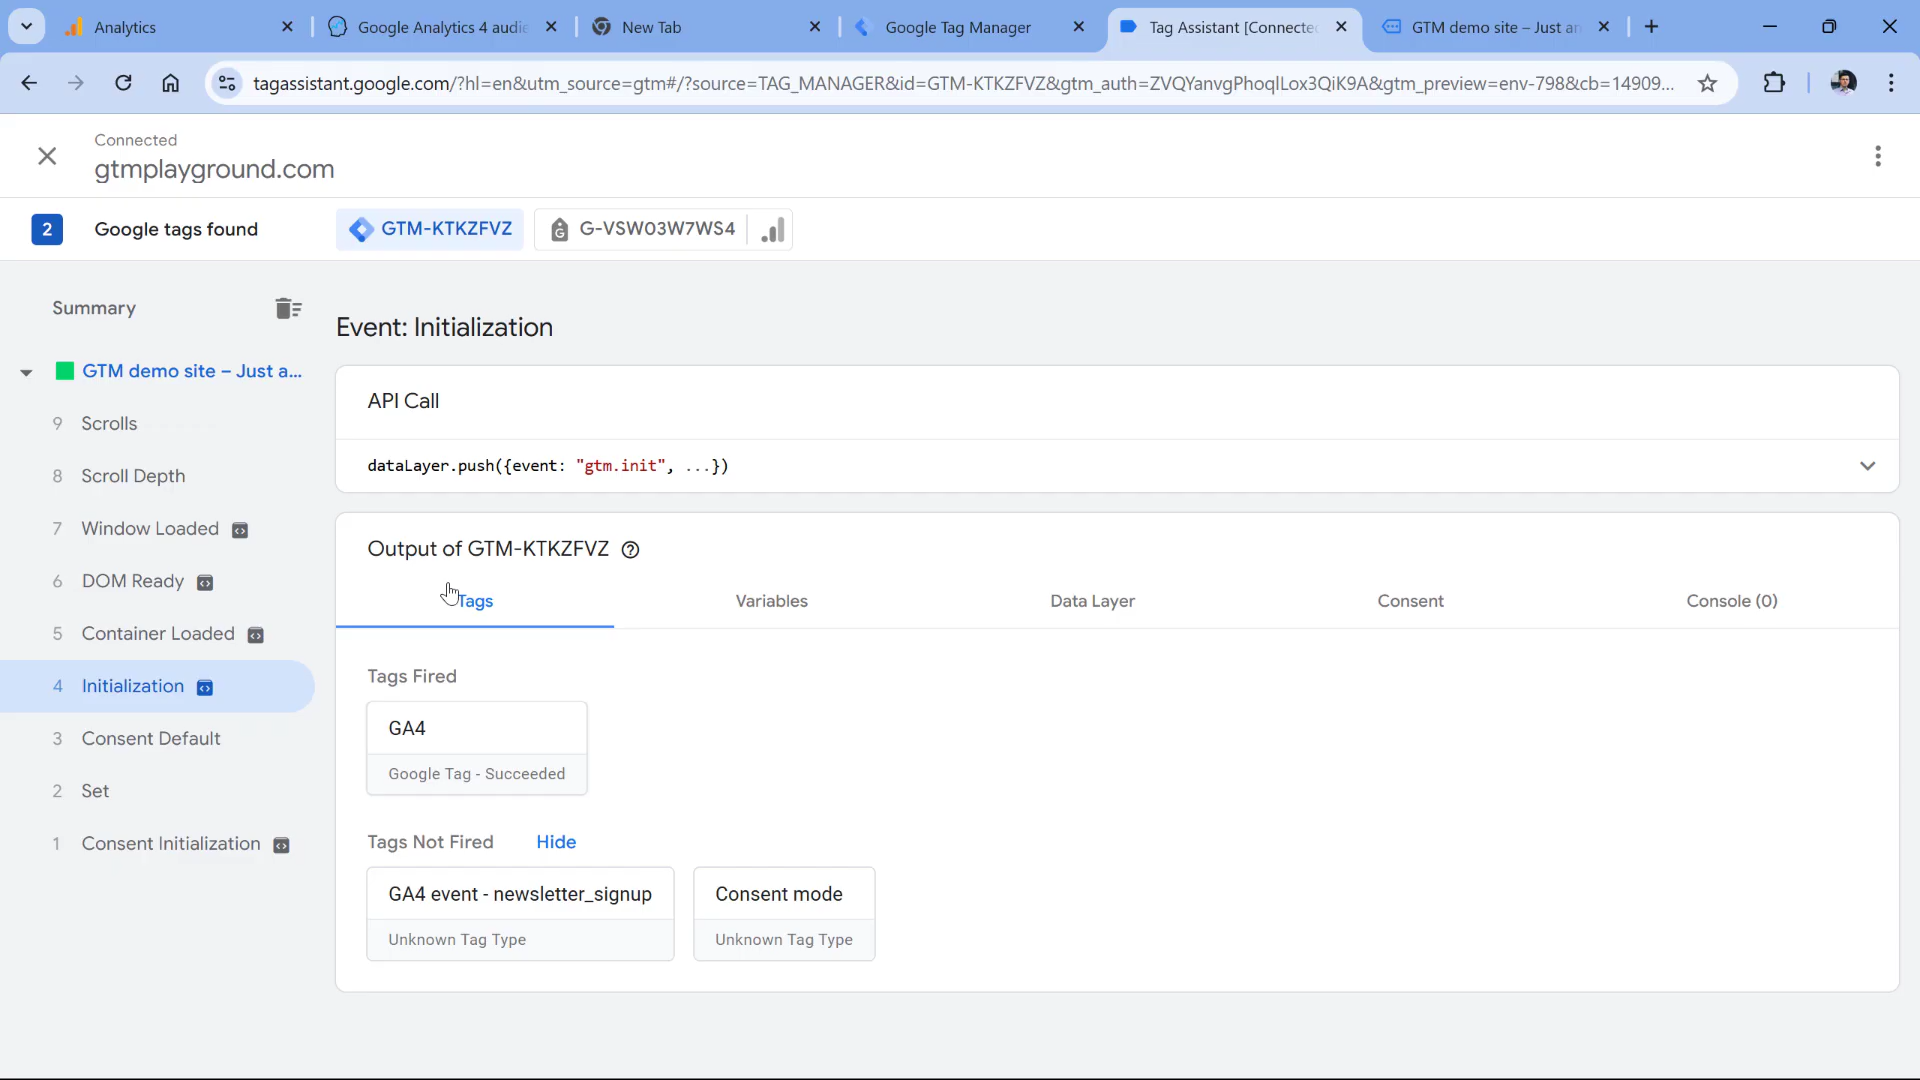 Analytics
Google Analytics 4 audie
New Tab
Google Tag Manager
Tag Assistant [Connected
GTM demo site – Just an
tagassistant.google.com/?hl=en&utm_source=gtm#/?source=TAG_MANAGER&id=GTM-KTKZFVZ&gtm_auth=ZVQYanvgPhoqlLox3QiK9A&gtm_preview=env-798&cb=14909...
Connected
gtmplayground.com
2
Google tags found
GTM-KTKZFVZ
G-VSW03W7WS4
Summary
GTM demo site – Just a...
9 Scrolls
8 Scroll Depth
7 Window Loaded
6 DOM Ready
5 Container Loaded
4 Initialization
3 Consent Default
2 Set
1 Consent Initialization
Event: Initialization
API Call
dataLayer.push({event: "gtm.init", ...})
Output of GTM-KTKZFVZ
Tags
Variables
Data Layer
Consent
Console (0)
Tags Fired
GA4
Google Tag - Succeeded
Tags Not Fired
Hide
GA4 event - newsletter_signup
Unknown Tag Type
Consent mode
Unknown Tag Type